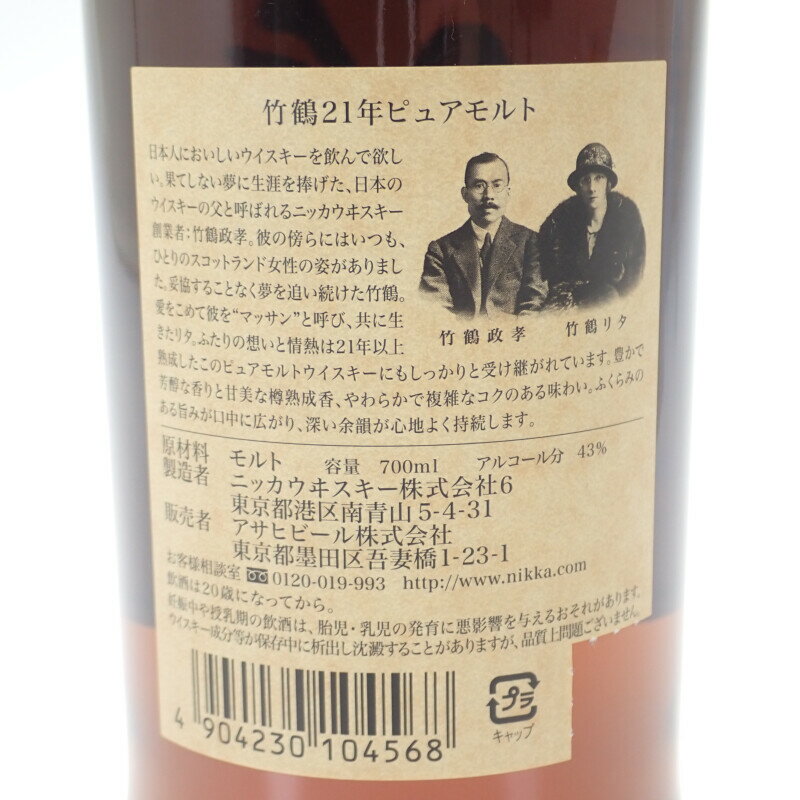 竹鶴21年ピュアモルト
日本人においしいウイスキーを飲んで欲し
い。果てしない夢に生涯を捧げた、日本の
ウイスキーの父と呼ばれるニッカウヰスキー
創業者：竹鶴政孝。彼の傍らにはいつも、
ひとりのスコットランド女性の姿がありまし
た。妥協することなく夢を追い続けた竹鶴。
愛をこめて彼を“マッサン”と呼び、共に生
きたリタ。ふたりの想いと情熱は21年以上
熟成したこのピュアモルトウイスキーにもしっかりと受け継がれています。豊かで
芳醇な香りと甘美な樽熟成香、やわらかで複雑なコクのある味わい。ふくらみの
ある旨みが口中に広がり、深い余韻が心地よく持続します。
竹鶴政孝 竹鶴リタ
原材料 モルト 容量 700ml アルコール分 43%
製造者 ニッカウヰスキー株式会社6
東京都港区南青山5-4-31
販売者 アサヒビール株式会社
東京都墨田区吾妻橋1-23-1
お客様相談室 0120-019-993 http://www.nikka.com
飲酒は20歳になってから。
妊娠中や授乳期の飲酒は、胎児・乳児の発育に悪影響を与えるおそれがあります。
ウイスキー成分等が保存中に析出し沈澱することがありますが、品質上問題ございません。
4 904230 104568
プラ
キャップ